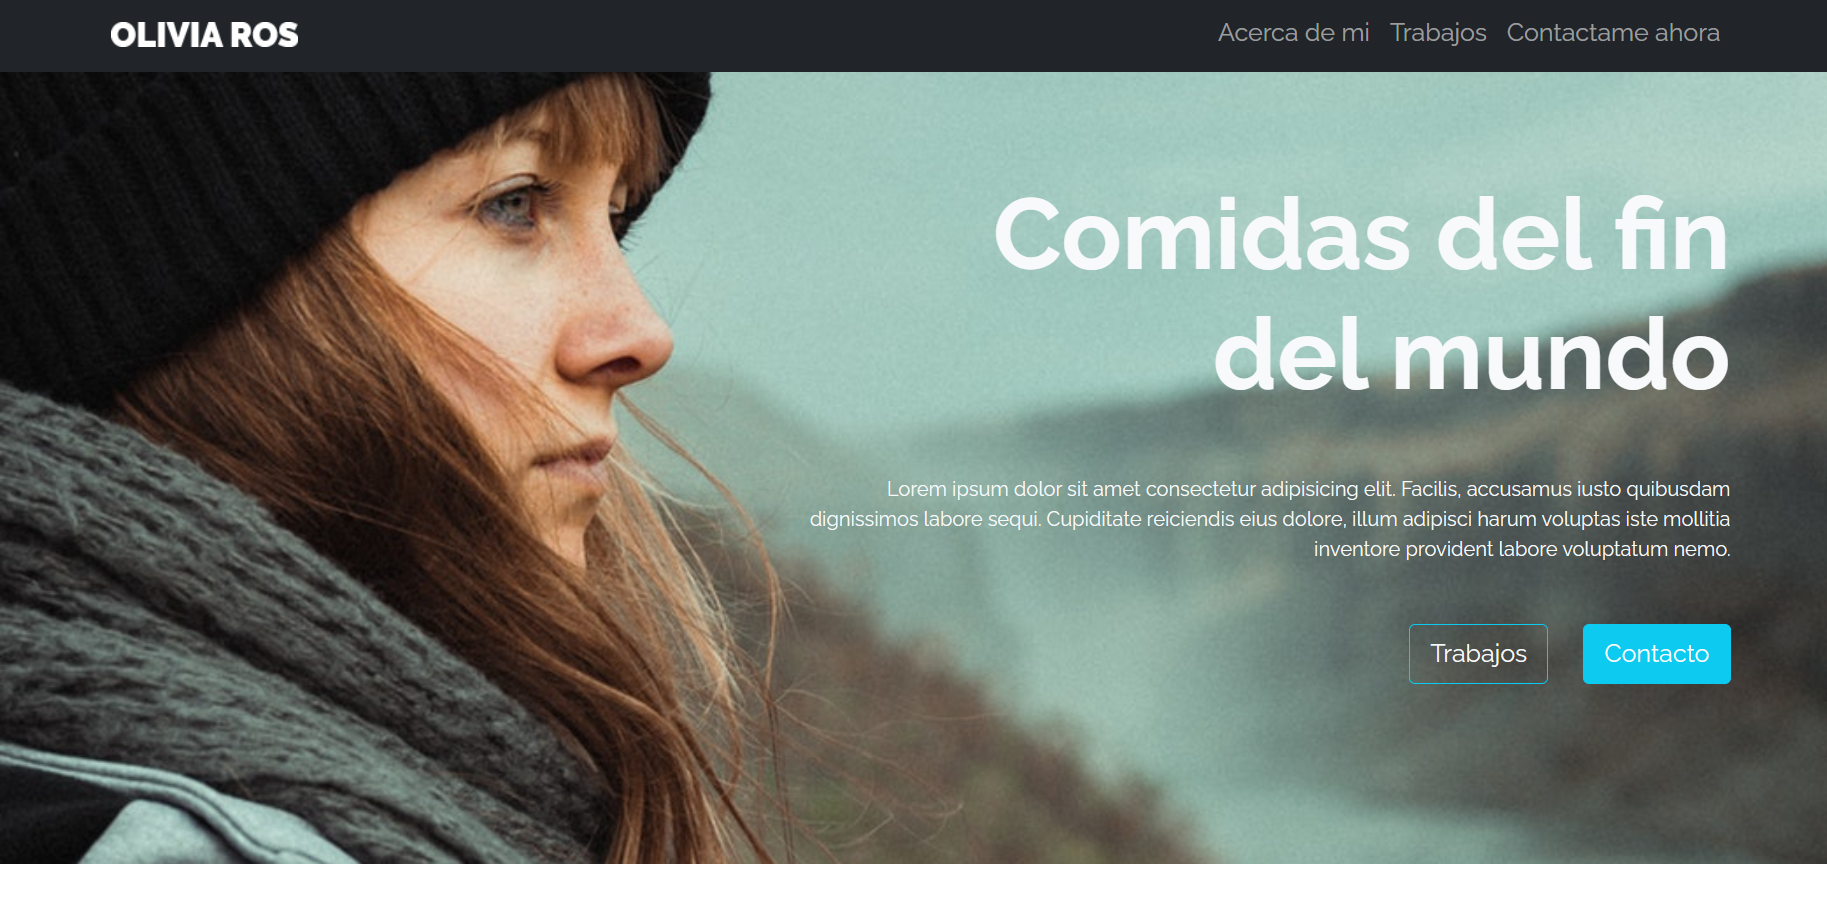 OLIVIA ROS
Acerca de mi Trabajos Contactame ahora
Comidas del fin
del mundo
Lorem ipsum dolor sit amet consectetur adipisicing elit. Facilis, accusamus iusto quibusdam
dignissimos labore sequi. Cupiditate reiciendis eius dolore, illum adipisci harum voluptas iste mollitia
inventore provident labore voluptatum nemo.
Trabajos Contacto